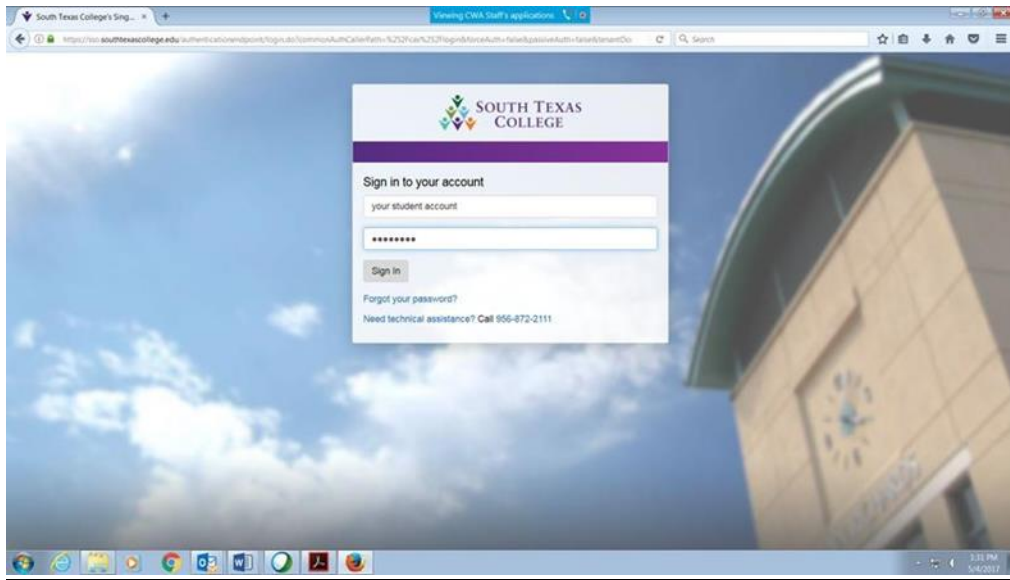 South Texas College's Sing...
Viewing CWA Staff's applications
Search
SOUTH TEXAS
COLLEGE
Sign in to your account
your student account
••••••••
Sign In
Forgot your password?
Need technical assistance? Call 956-872-2111
3:31 PM
5/4/2017